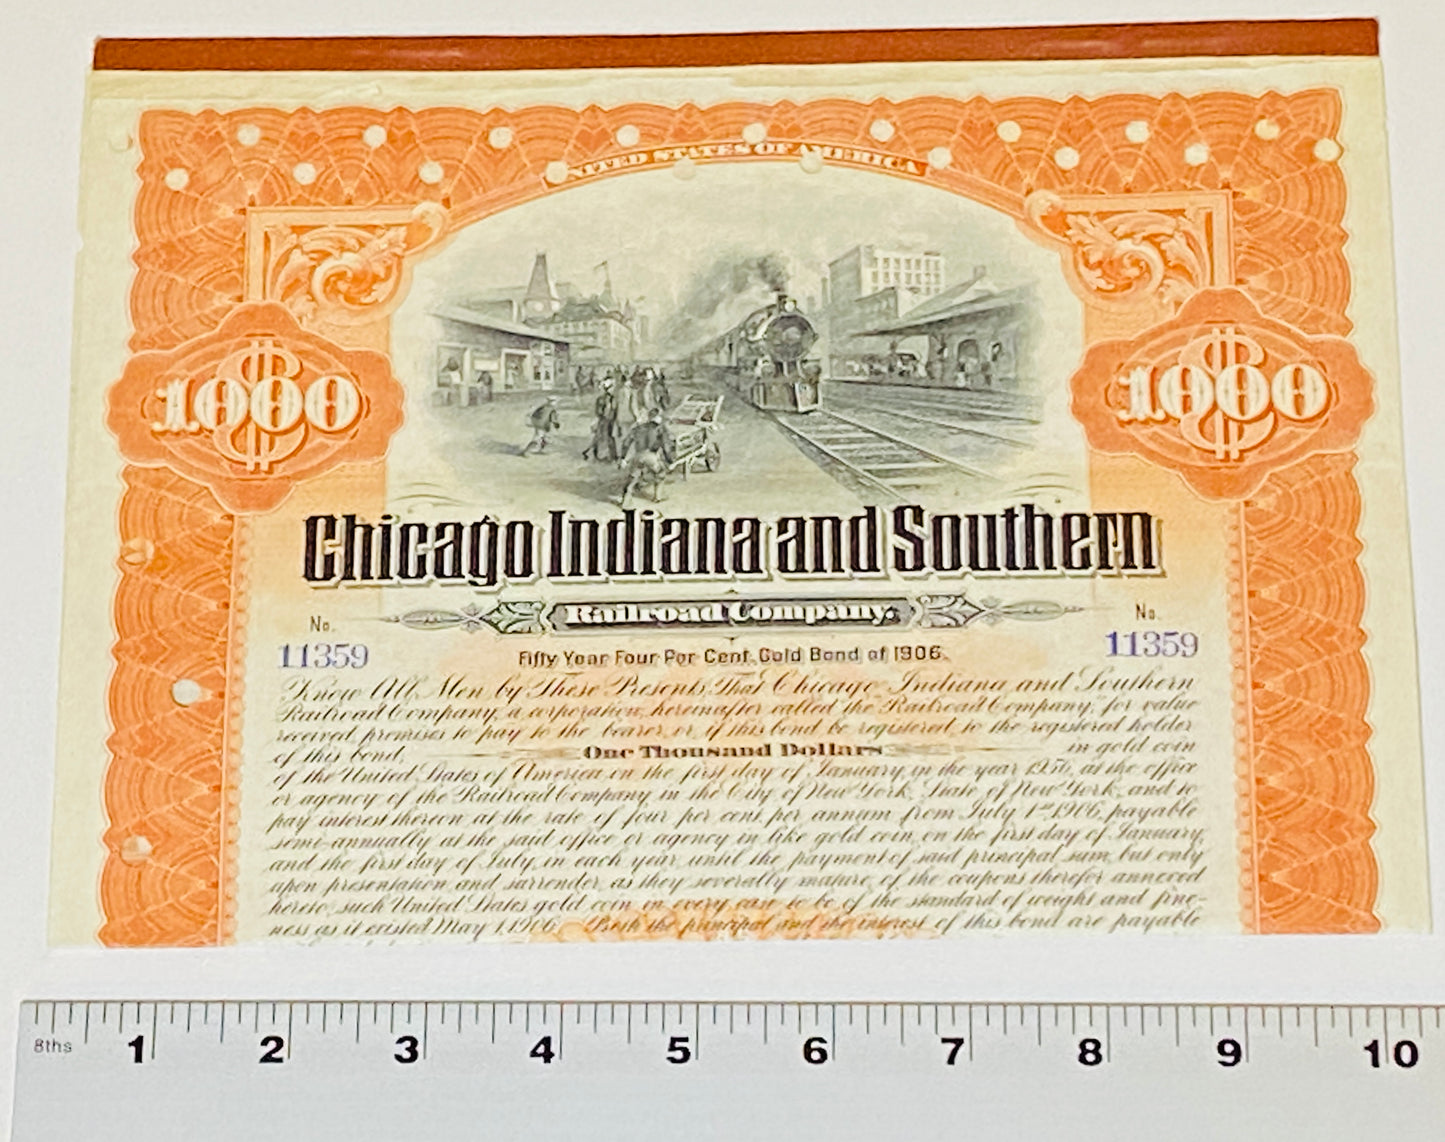 UNITED STATES OF AMERICA
$1000 $1000
Chicago Indiana and Southern
Railroad Company.
No. No.
11359 11359
Fifty Year Four Per Cent. Gold Bond of 1906.
Know All Men by These Presents, That Chicago, Indiana and Southern
Railroad Company, a corporation, hereinafter called the Railroad Company, for value
received, promises to pay to the bearer, or, if this bond be registered, to the registered holder
of this bond, One Thousand Dollars in gold coin
of the United States of America on the first day of January, in the year 1956, at the office
or agency of the Railroad Company in the City of New York, State of New York, and to
pay interest thereon at the rate of four per cent. per annum from July 1st 1906, payable
semi-annually at the said office or agency in like gold coin, on the first day of January,
and the first day of July, in each year until the payment of said principal sum, but only
upon presentation and surrender, as they severally mature, of the coupons therefor annexed
hereto, such United States gold coin in every case to be of the standard of weight and fine-
ness as it existed May 1, 1906. Both the principal and the interest of this bond are payable
8ths 1 2 3 4 5 6 7 8 9 10